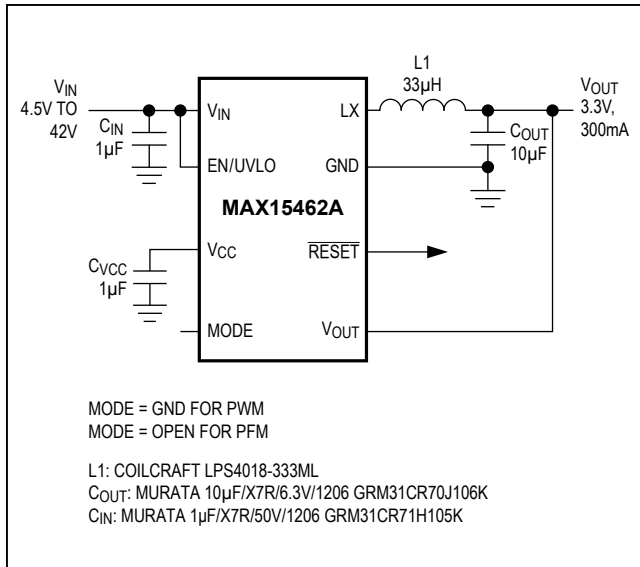 L1
33µH
VIN
4.5V TO
42V
CIN
1µF
VIN
LX
VOUT
3.3V,
300mA
COUT
10µF
EN/UVLO
GND
MAX15462A
VCC
RESET
CVCC
1µF
MODE
VOUT
MODE = GND FOR PWM
MODE = OPEN FOR PFM
L1: COILCRAFT LPS4018-333ML
COUT: MURATA 10µF/X7R/6.3V/1206 GRM31CR70J106K
CIN: MURATA 1µF/X7R/50V/1206 GRM31CR71H105K